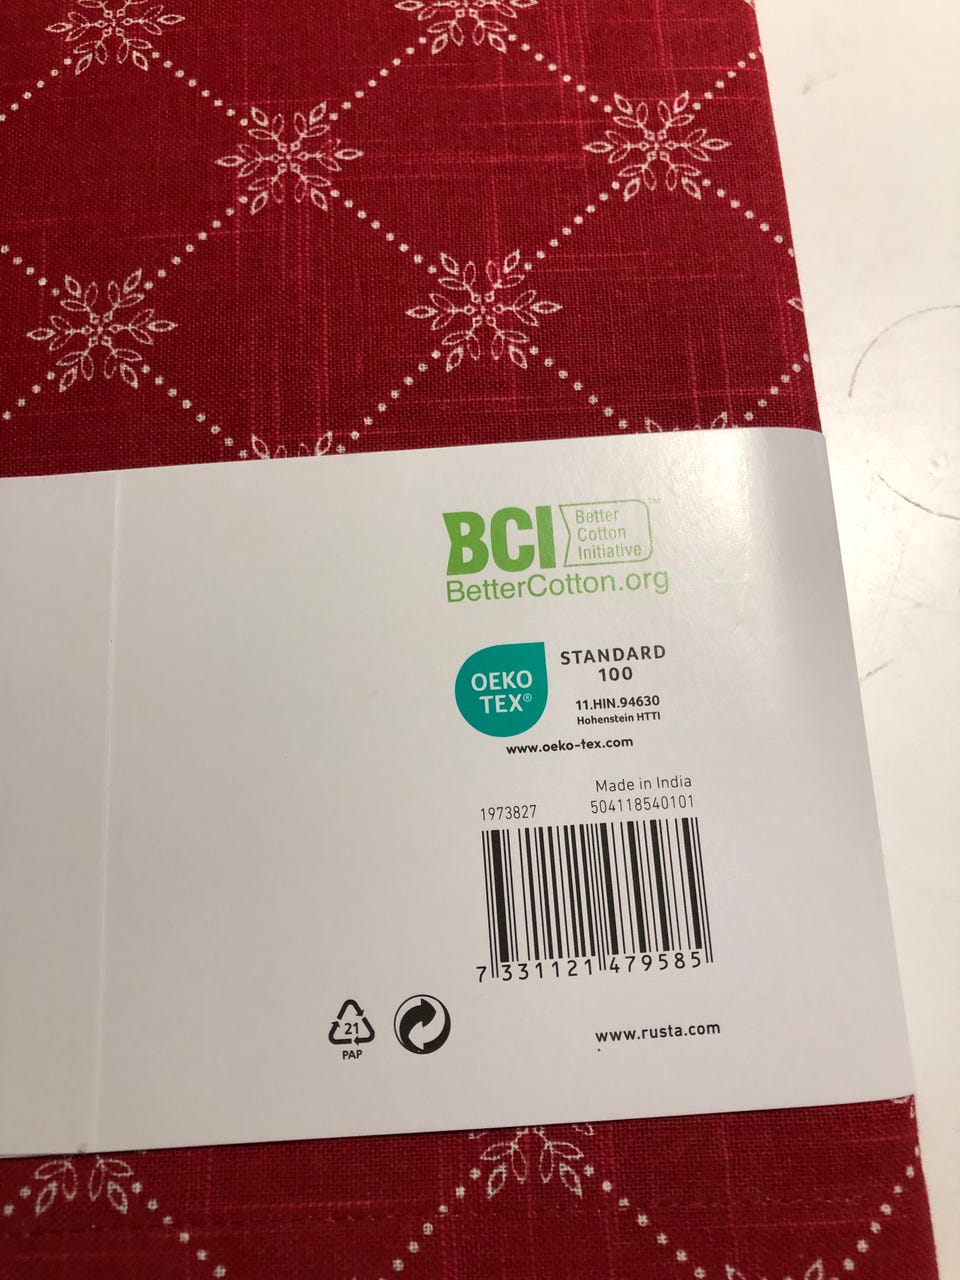 BCI
Better
Cotton
Initiative™
BetterCotton.org
OEKO
TEX®
STANDARD
100
11.HIN.94630
Hohenstein HTTI
www.oeko-tex.com
Made in India
1973827 504118540101
7 331121 479585
21
PAP
www.rusta.com